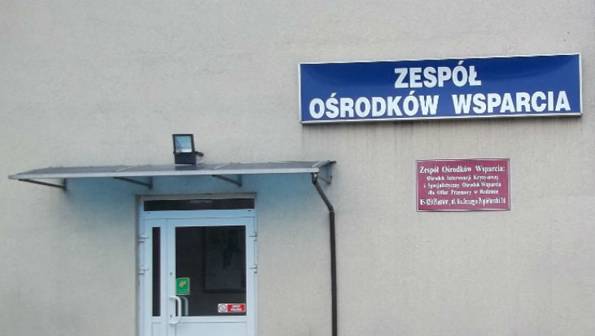 ZESPÓŁ
OŚRODKÓW WSPARCIA
Zespół Ośrodków Wsparcia:
Ośrodek Interwencji Kryzysowej
i Specjalistyczny Ośrodek Wsparcia
dla Ofiar Przemocy w Rodzinie